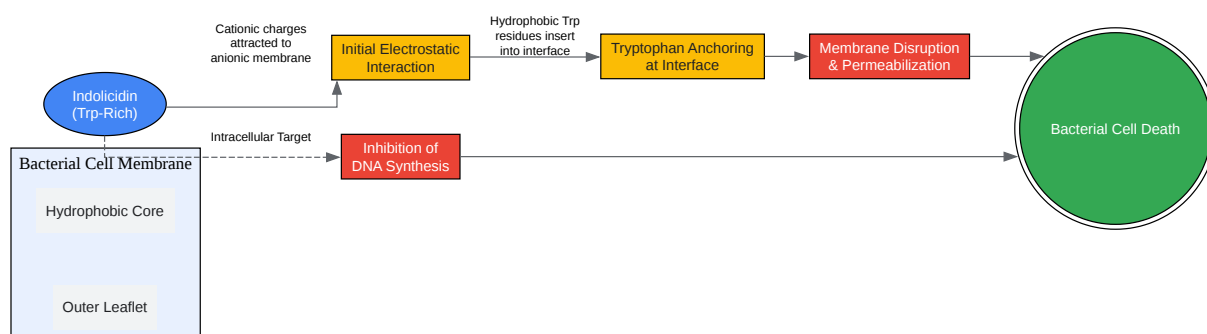 Cationic charges
attracted to
anionic membrane
Initial Electrostatic
Interaction
Hydrophobic Trp
residues insert
into interface
Tryptophan Anchoring
at Interface
Membrane Disruption
& Permeabilization
Indolicidin
(Trp-Rich)
Intracellular Target
Inhibition of
DNA Synthesis
Bacterial Cell Death
Bacterial Cell Membrane
Hydrophobic Core
Outer Leaflet